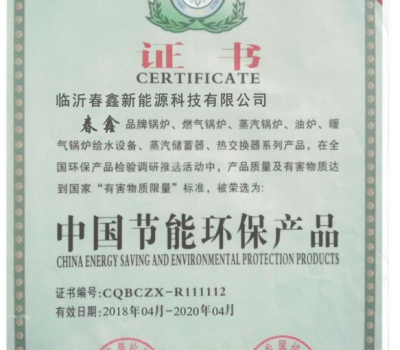 证书
CERTIFICATE
临沂春鑫新能源科技有限公司
春鑫 品牌锅炉、燃气锅炉、蒸汽锅炉、油炉、暖
气锅炉给水设备、蒸汽储蓄器、热交换器系列产品，在全
国环保产品检验调研推选活动中，产品质量及有害物质达
到国家“有害物质限量”标准，被荣选为：
中国节能环保产品
CHINA ENERGY SAVING AND ENVIRONMENTAL PROTECTION PRODUCTS
证书编号:CQBCZX-R111112
有效日期:2018年04月-2020年04月